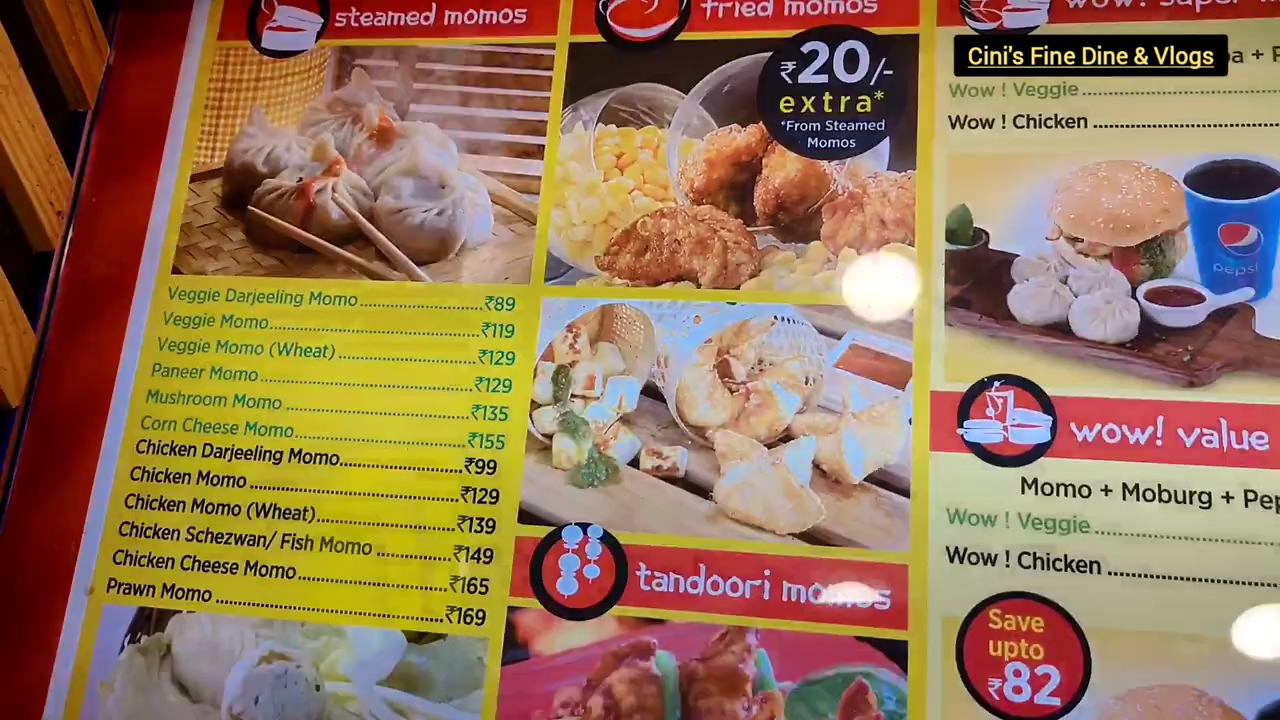 steamed momos
Veggie Darjeeling Momo ₹89
Veggie Momo ₹119
Veggie Momo (Wheat) ₹129
Paneer Momo ₹129
Mushroom Momo ₹135
Corn Cheese Momo ₹155
Chicken Darjeeling Momo ₹99
Chicken Momo ₹129
Chicken Momo (Wheat) ₹139
Chicken Schezwan/ Fish Momo ₹149
Chicken Cheese Momo ₹165
Prawn Momo ₹169
fried momos
₹20/-
extra*
*From Steamed
Momos
tandoori momos
wow! super
Cini's Fine Dine & Vlogs
Wow ! Veggie
Wow ! Chicken
pepsi
wow! value
Momo + Moburg +
Wow ! Veggie
Wow ! Chicken
Save
upto
₹82